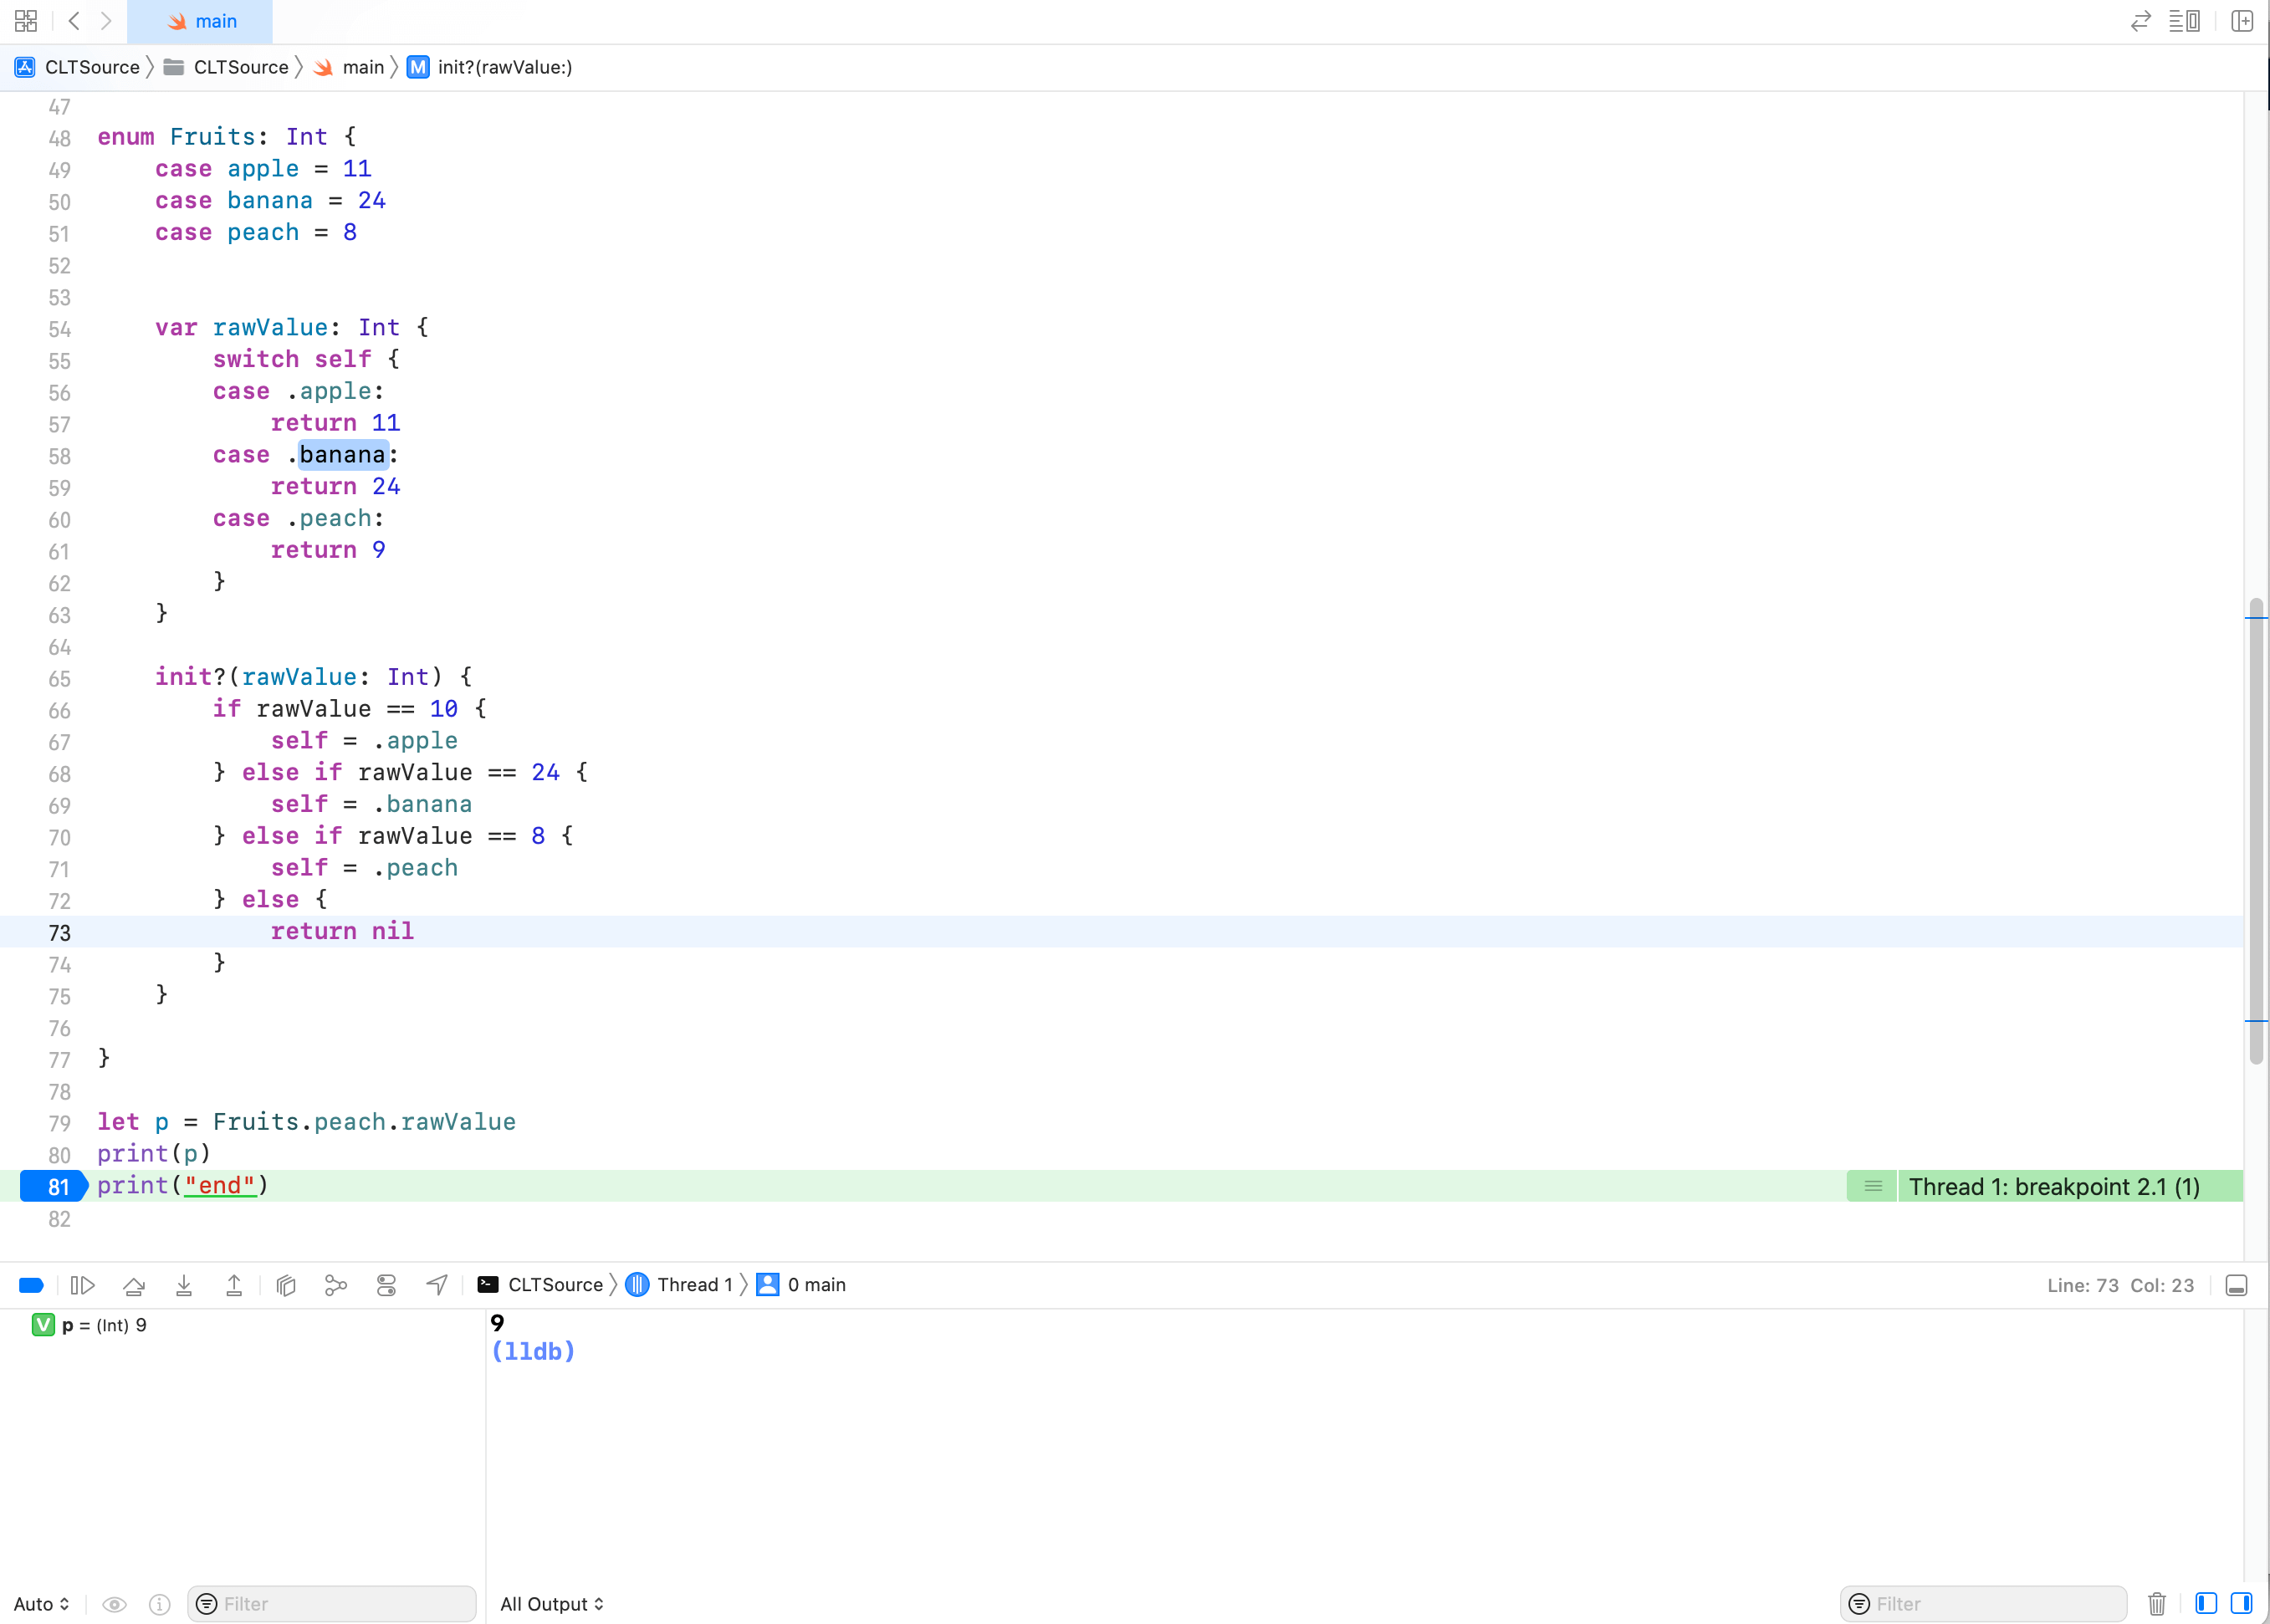 main
CLTSource CLTSource main M init?(rawValue:)
47
48 enum Fruits: Int {
49     case apple = 11
50     case banana = 24
51     case peach = 8
52
53
54     var rawValue: Int {
55         switch self {
56         case .apple:
57             return 11
58         case .banana:
59             return 24
60         case .peach:
61             return 9
62         }
63     }
64
65     init?(rawValue: Int) {
66         if rawValue == 10 {
67             self = .apple
68         } else if rawValue == 24 {
69             self = .banana
70         } else if rawValue == 8 {
71             self = .peach
72         } else {
73             return nil
74         }
75     }
76
77 }
78
79 let p = Fruits.peach.rawValue
80 print(p)
81 print("end") Thread 1: breakpoint 2.1 (1)
82
CLTSource Thread 1 0 main Line: 73 Col: 23
V p = (Int) 9
9
(lldb)
Auto Filter All Output Filter